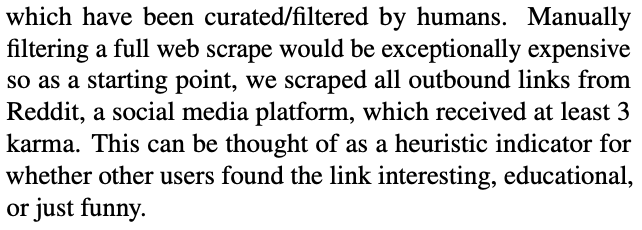 which have been curated/filtered by humans. Manually
filtering a full web scrape would be exceptionally expensive
so as a starting point, we scraped all outbound links from
Reddit, a social media platform, which received at least 3
karma. This can be thought of as a heuristic indicator for
whether other users found the link interesting, educational,
or just funny.